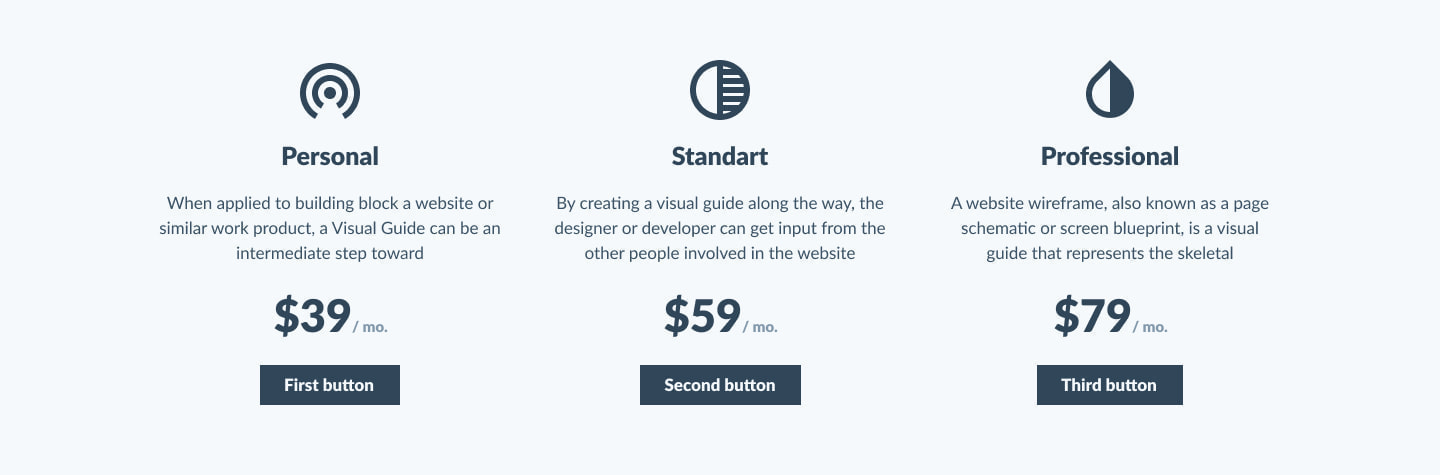 Personal
When applied to building block a website or
similar work product, a Visual Guide can be an
intermediate step toward
$39 / mo.
First button
Standart
By creating a visual guide along the way, the
designer or developer can get input from the
other people involved in the website
$59 / mo.
Second button
Professional
A website wireframe, also known as a page
schematic or screen blueprint, is a visual
guide that represents the skeletal
$79 / mo.
Third button